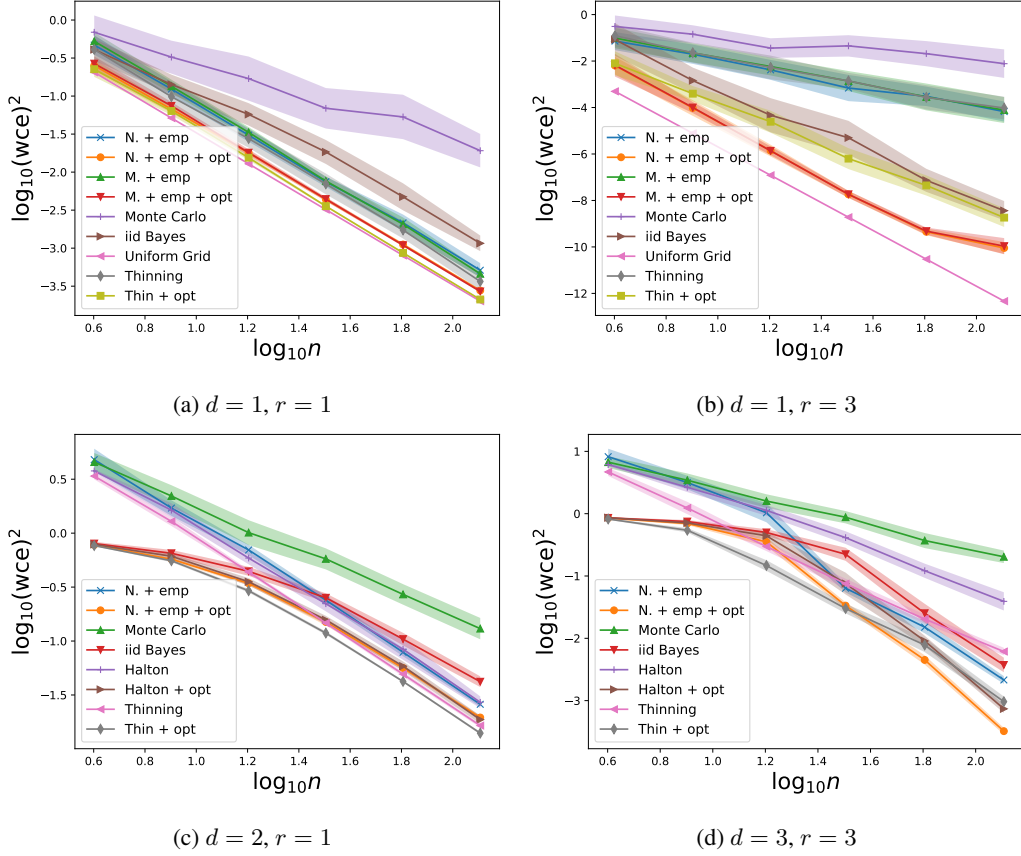 0.0
−0.5
−1.0
−1.5
−2.0
−2.5
−3.0
−3.5
log₁₀(wce)²
N. + emp
N. + emp + opt
M. + emp
M. + emp + opt
Monte Carlo
iid Bayes
Uniform Grid
Thinning
Thin + opt
0.6 0.8 1.0 1.2 1.4 1.6 1.8 2.0
log₁₀n
(a) d = 1, r = 1
0
−2
−4
−6
−8
−10
−12
log₁₀(wce)²
N. + emp
N. + emp + opt
M. + emp
M. + emp + opt
Monte Carlo
iid Bayes
Uniform Grid
Thinning
Thin + opt
0.6 0.8 1.0 1.2 1.4 1.6 1.8 2.0
log₁₀n
(b) d = 1, r = 3
0.5
0.0
−0.5
−1.0
−1.5
log₁₀(wce)²
N. + emp
N. + emp + opt
Monte Carlo
iid Bayes
Halton
Halton + opt
Thinning
Thin + opt
0.6 0.8 1.0 1.2 1.4 1.6 1.8 2.0
log₁₀n
(c) d = 2, r = 1
1
0
−1
−2
−3
log₁₀(wce)²
N. + emp
N. + emp + opt
Monte Carlo
iid Bayes
Halton
Halton + opt
Thinning
Thin + opt
0.6 0.8 1.0 1.2 1.4 1.6 1.8 2.0
log₁₀n
(d) d = 3, r = 3